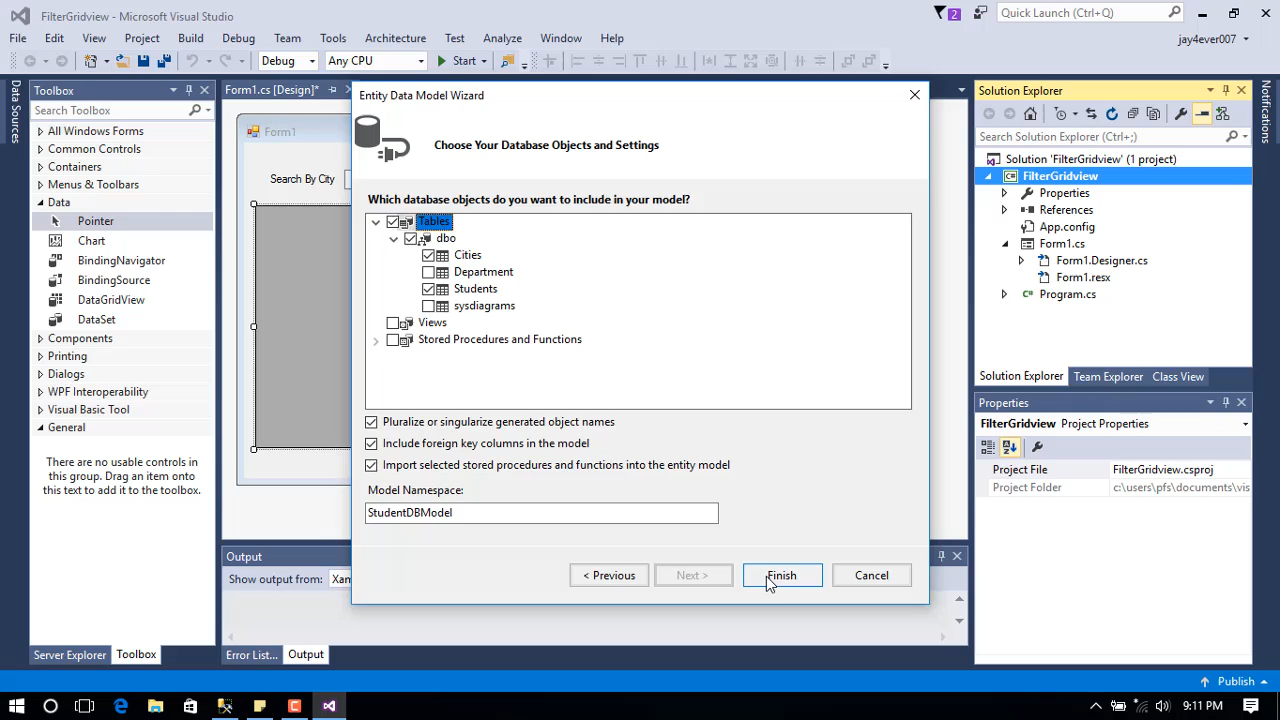 FilterGridview - Microsoft Visual Studio
2
Quick Launch (Ctrl+Q)
File Edit View Project Build Debug Team Tools Architecture Test Analyze Window Help
jay4ever007
Debug Any CPU Start
Data Sources
Toolbox
Search Toolbox
All Windows Forms
Common Controls
Containers
Menus & Toolbars
Data
Pointer
Chart
BindingNavigator
BindingSource
DataGridView
DataSet
Components
Printing
Dialogs
WPF Interoperability
Visual Basic Tool
General
There are no usable controls in
this group. Drag an item onto
this text to add it to the toolbox.
Server Explorer Toolbox
Form1.cs [Design]*
Form1
Search By City
Entity Data Model Wizard
Choose Your Database Objects and Settings
Which database objects do you want to include in your model?
Tables
dbo
Cities
Department
Students
sysdiagrams
Views
Stored Procedures and Functions
Pluralize or singularize generated object names
Include foreign key columns in the model
Import selected stored procedures and functions into the entity model
Model Namespace:
StudentDBModel
< Previous Next > Finish Cancel
Output
Show output from: Xam
Error List... Output
Solution Explorer
Search Solution Explorer (Ctrl+;)
Solution 'FilterGridview' (1 project)
FilterGridview
Properties
References
App.config
Form1.cs
Form1.Designer.cs
Form1.resx
Program.cs
Solution Explorer Team Explorer Class View
Properties
FilterGridview Project Properties
Project File FilterGridview.csproj
Project Folder c:\users\pfs\documents\vis
Notifications
Publish
9:11 PM